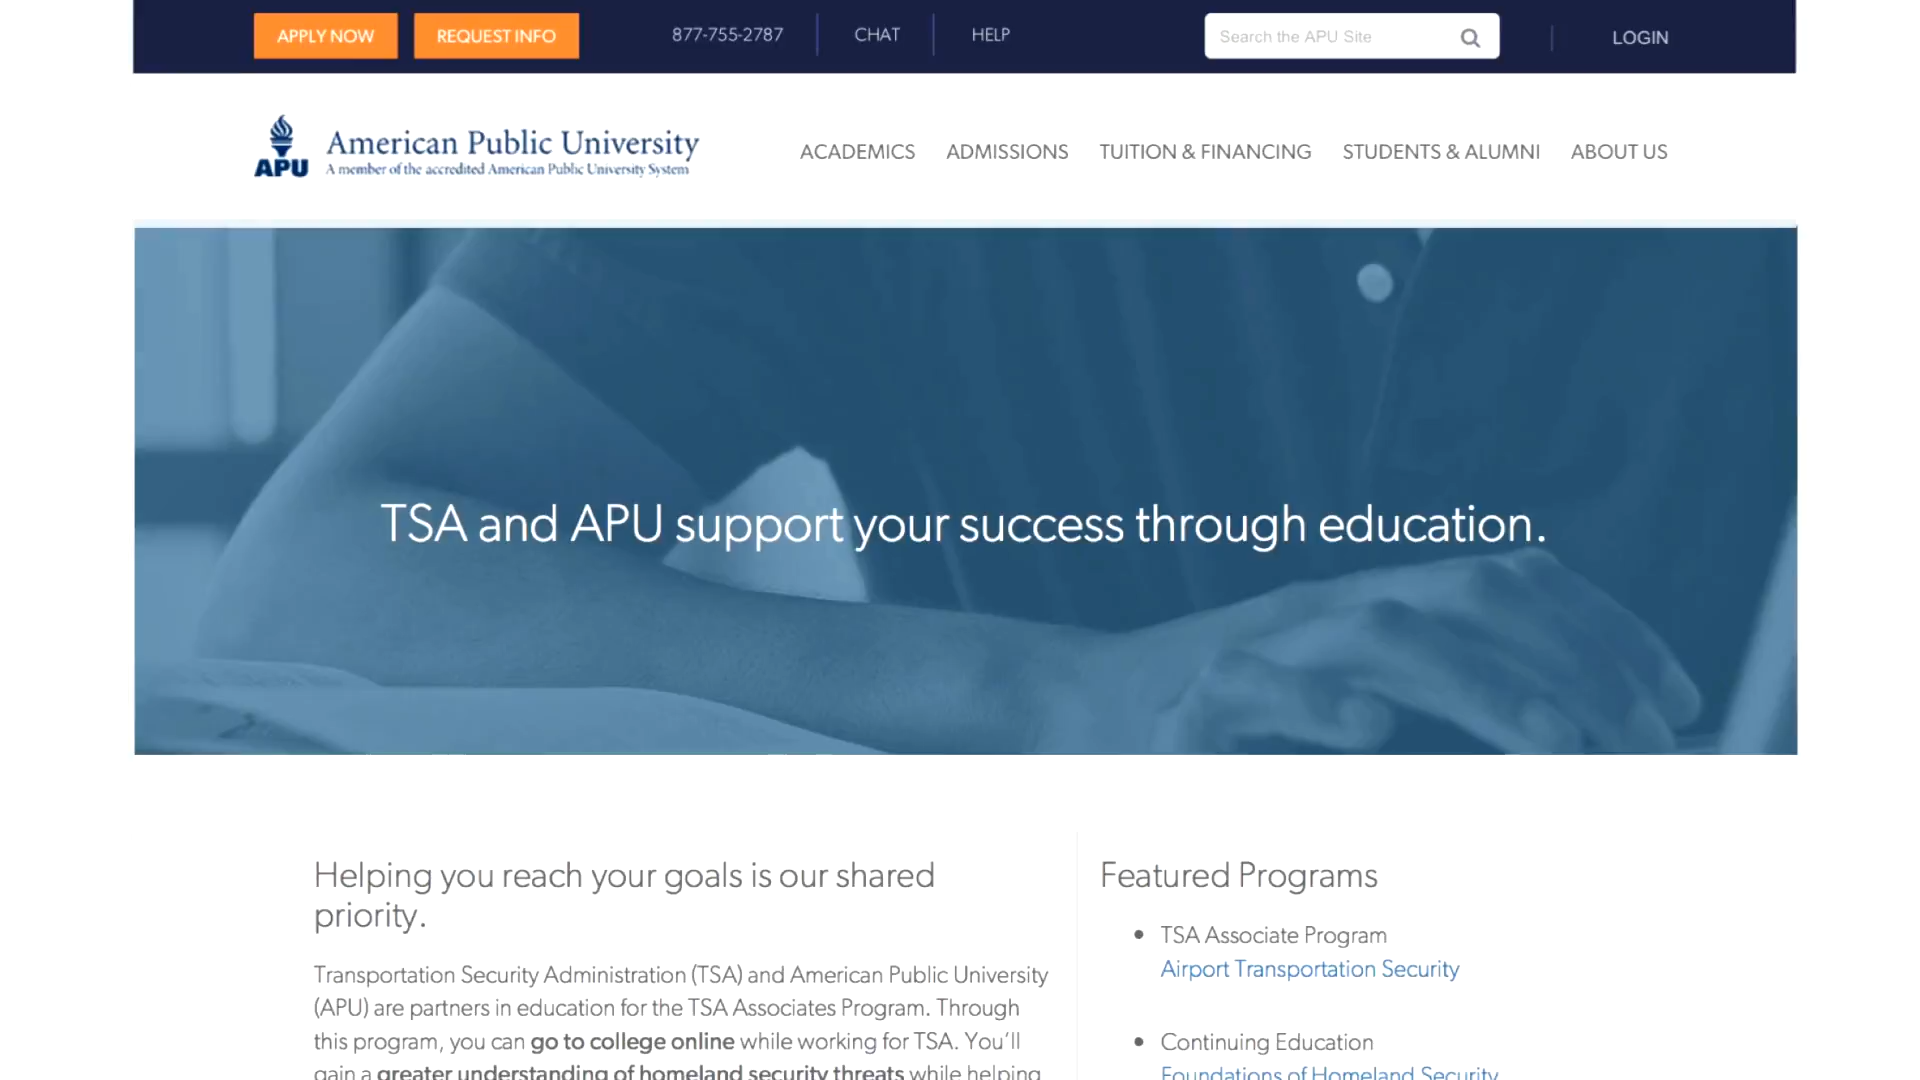 APPLY NOW
REQUEST INFO
877-755-2787
CHAT
HELP
Search the APU Site
LOGIN
APU
American Public University
A member of the accredited American Public University System
ACADEMICS
ADMISSIONS
TUITION & FINANCING
STUDENTS & ALUMNI
ABOUT US
TSA and APU support your success through education.
Helping you reach your goals is our shared
priority.
Transportation Security Administration (TSA) and American Public University
(APU) are partners in education for the TSA Associates Program. Through
this program, you can go to college online while working for TSA. You'll
gain a greater understanding of homeland security threats while helping
Featured Programs
• TSA Associate Program
Airport Transportation Security
• Continuing Education
Foundations of Homeland Security